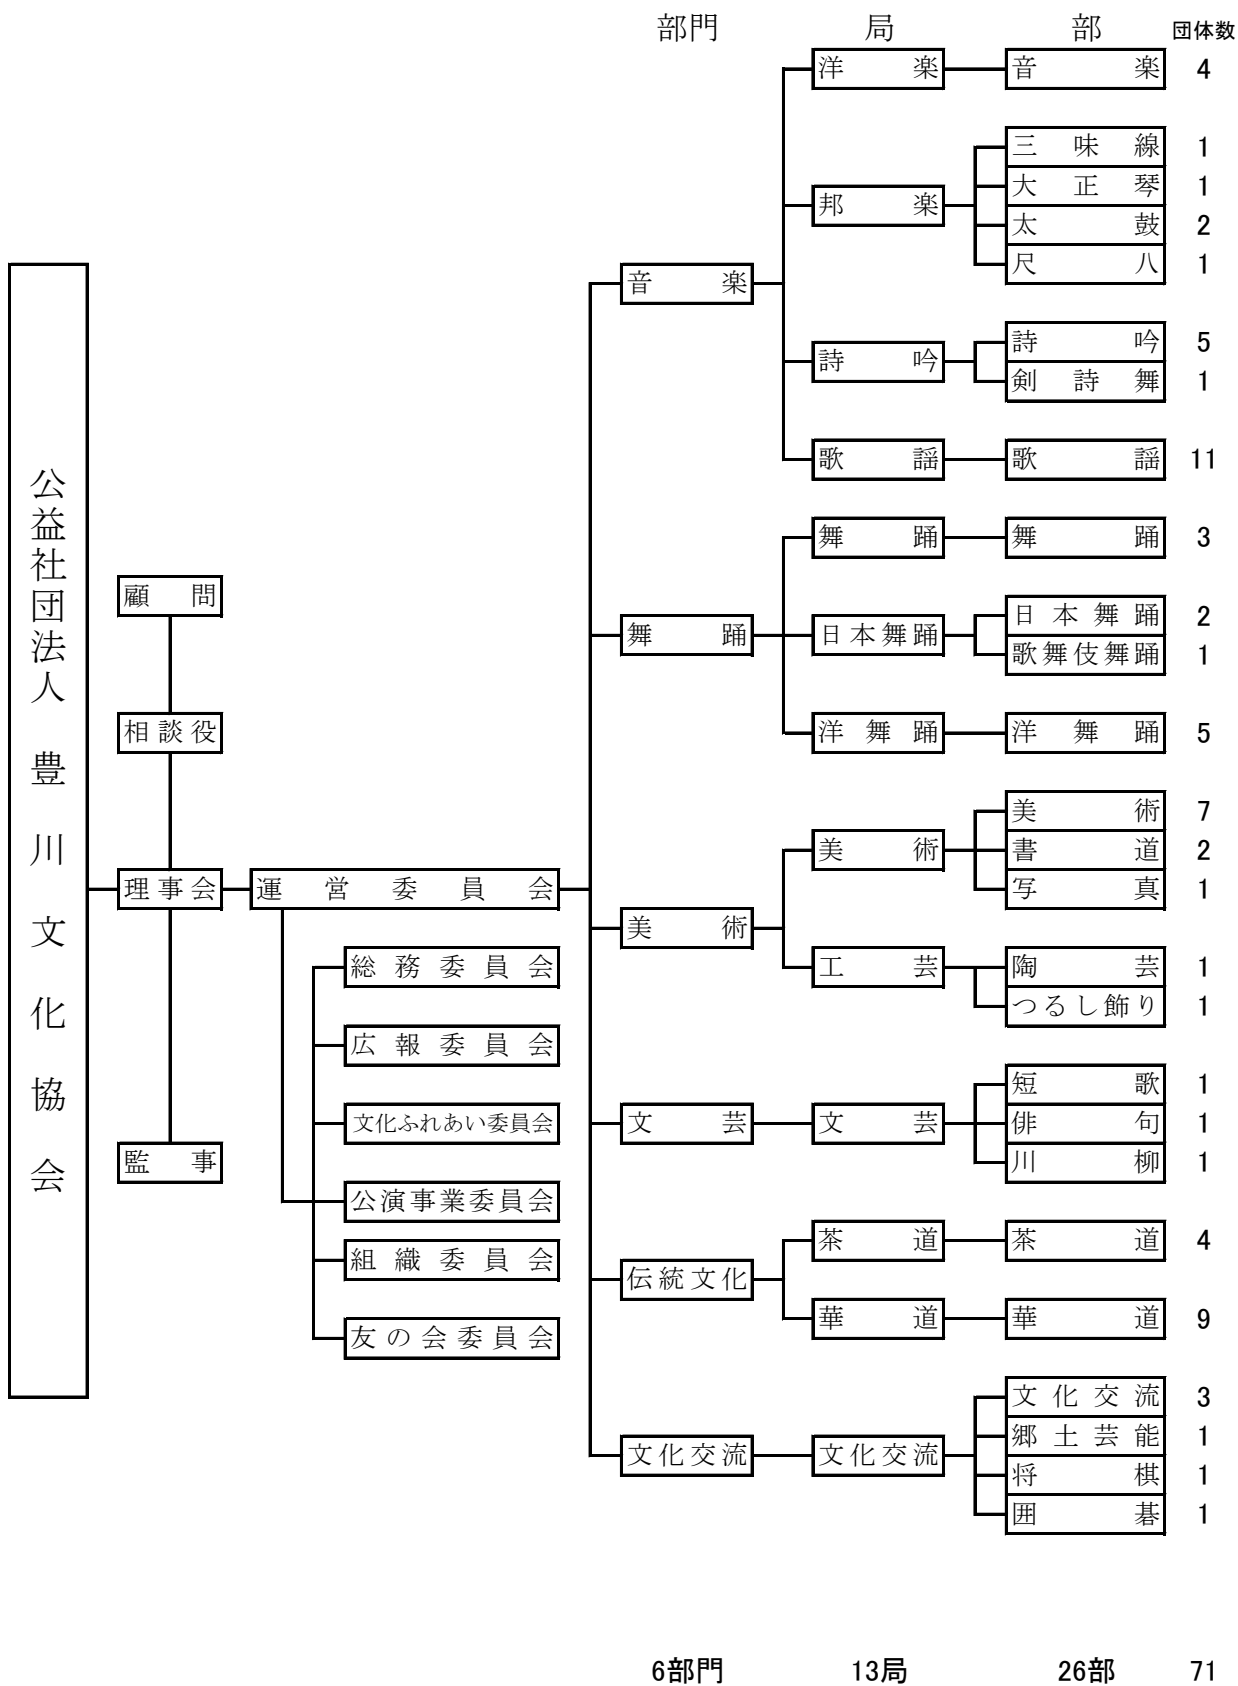 部門 局 部 団体数
公益社団法人 豊川文化協会
顧問
相談役
理事会
監事
運営委員会
総務委員会
広報委員会
文化ふれあい委員会
公演事業委員会
組織委員会
友の会委員会
音楽
洋楽 音楽 4
邦楽
三味線 1
大正琴 1
太鼓 2
尺八 1
詩吟
詩吟 5
剣詩舞 1
歌謡 歌謡 11
舞踊
舞踊 舞踊 3
日本舞踊
日本舞踊 2
歌舞伎舞踊 1
洋舞踊 洋舞踊 5
美術
美術
美術 7
書道 2
写真 1
工芸
陶芸 1
つるし飾り 1
文芸
文芸
短歌 1
俳句 1
川柳 1
伝統文化
茶道 茶道 4
華道 華道 9
文化交流
文化交流
文化交流 3
郷土芸能 1
将棋 1
囲碁 1
6部門 13局 26部 71